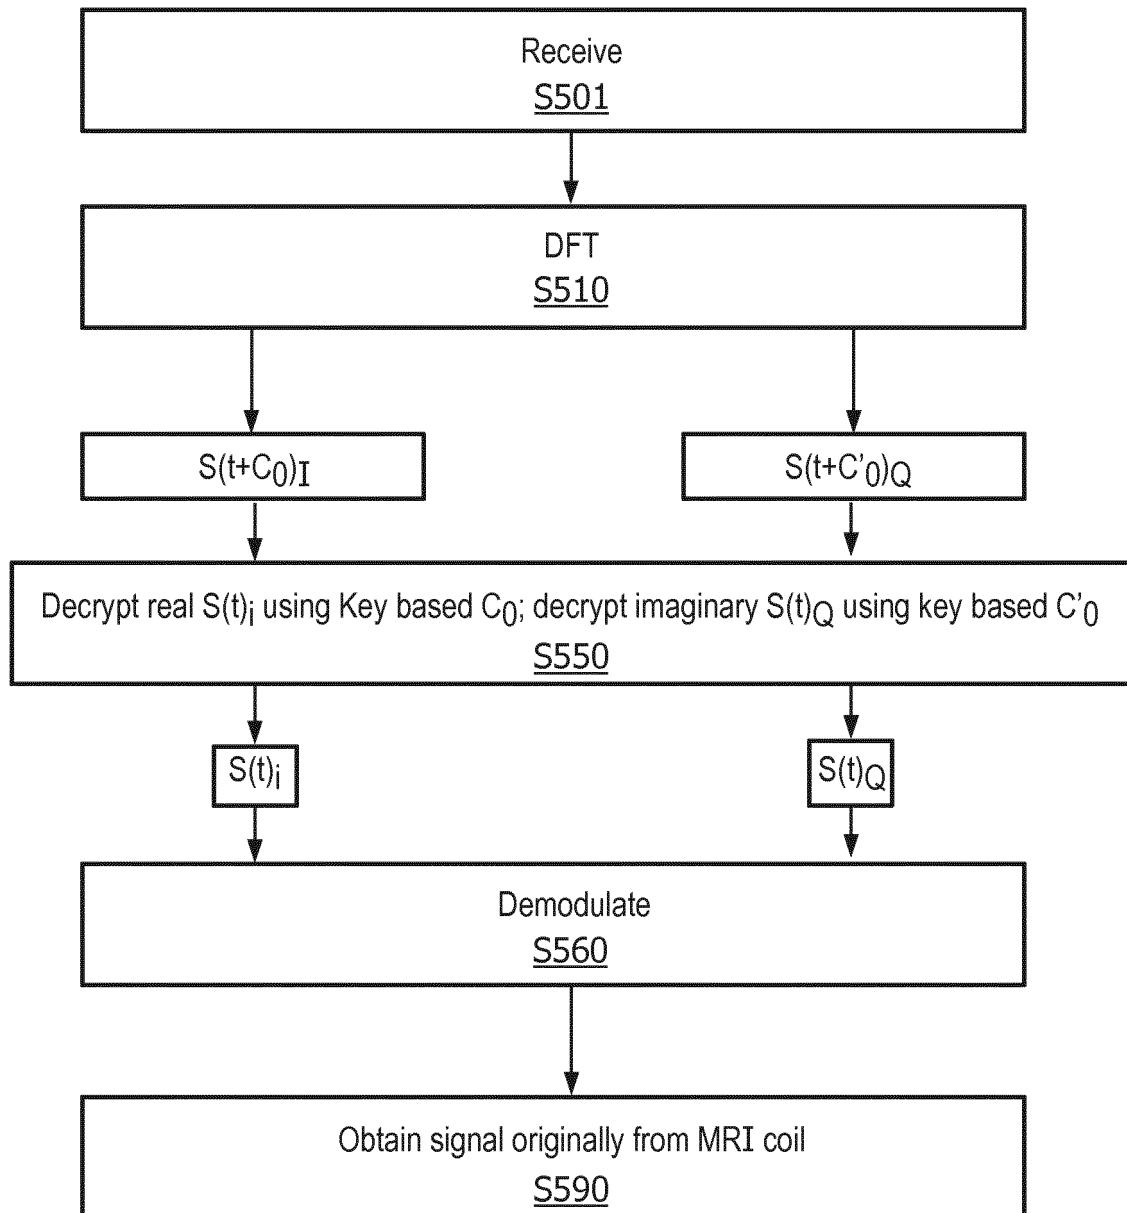 Receive
S501
DFT
S510
S(t+C0)I
S(t+C'0)Q
Decrypt real S(t)i using Key based C0; decrypt imaginary S(t)Q using key based C'0
S550
S(t)i
S(t)Q
Demodulate
S560
Obtain signal originally from MRI coil
S590